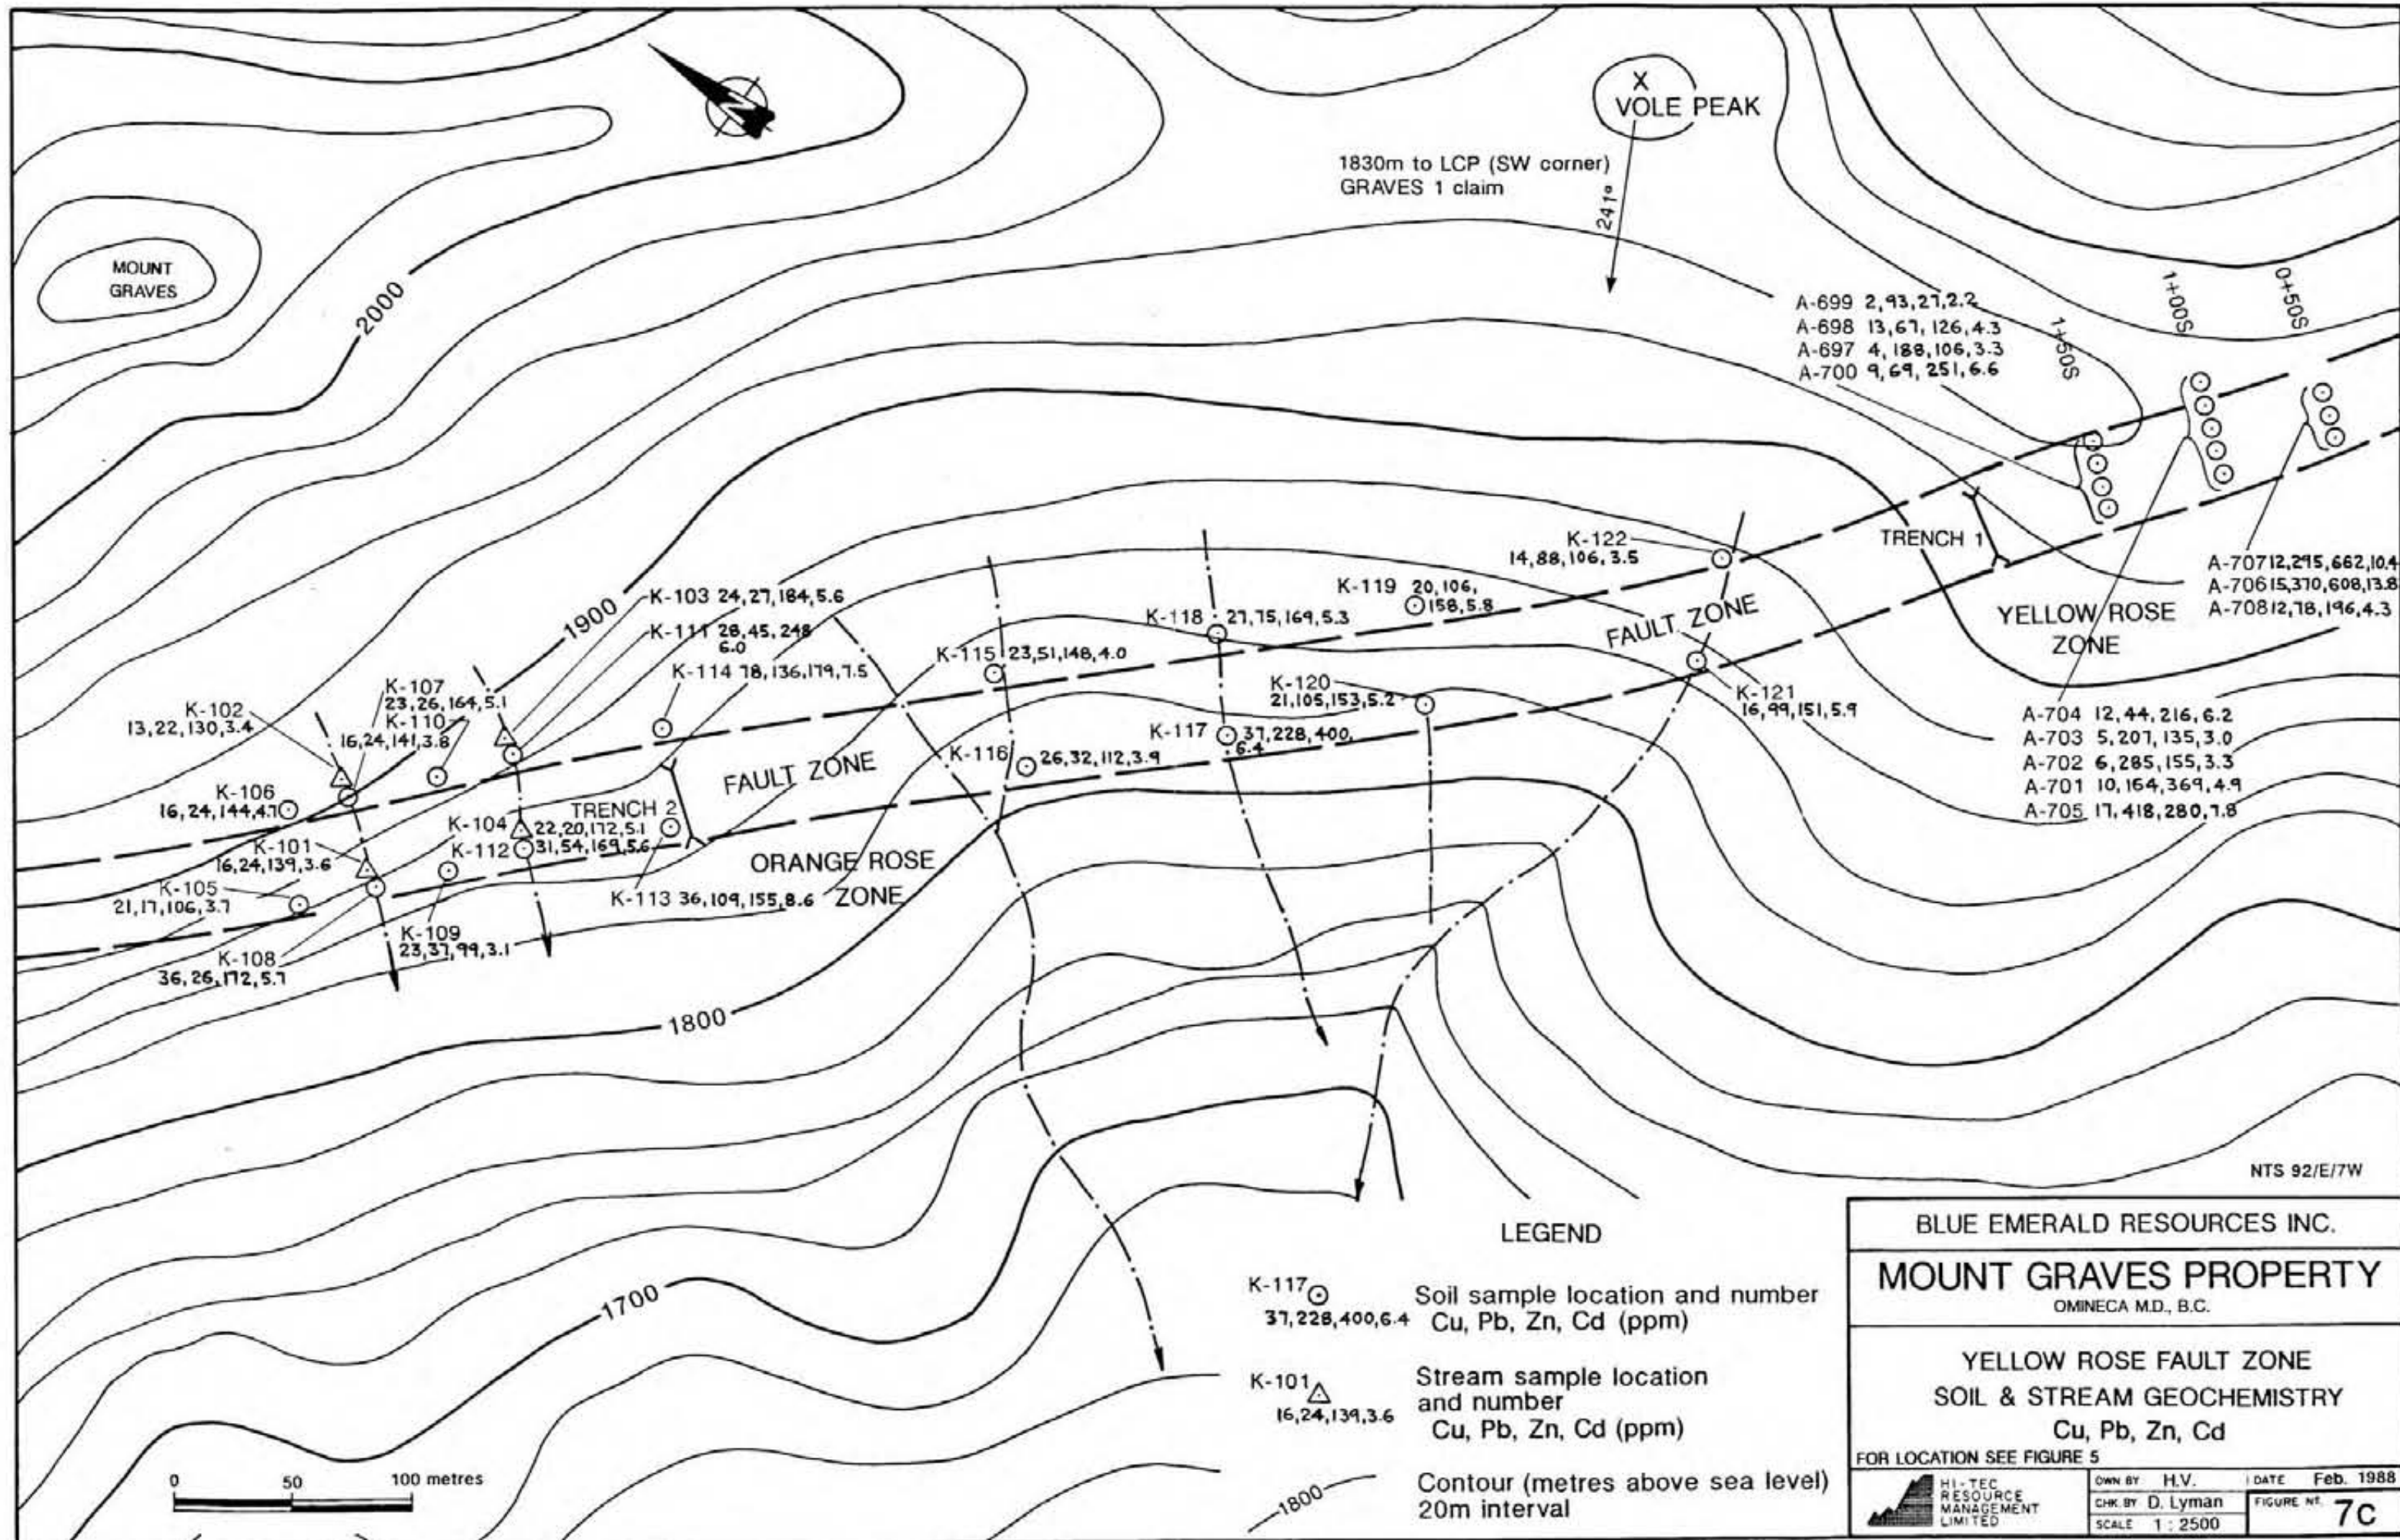 N
X
VOLE PEAK
1830m to LCP (SW corner)
GRAVES 1 claim
241°
MOUNT
GRAVES
2000
A-699 2,93,27,2.2
A-698 13,67,126,4.3
A-697 4,188,106,3.3
A-700 9,69,251,6.6
1+50S
1+00S
0+50S
TRENCH 1
K-122
14,88,106,3.5
K-119 20,106,
158,5.8
K-118 27,75,169,5.3
FAULT ZONE
YELLOW ROSE
ZONE
A-707 12,295,662,10.4
A-706 15,370,608,13.8
A-708 12,78,196,4.3
1900
K-103 24,27,184,5.6
K-111 28,45,248
6.0
K-114 78,136,179,7.5
K-115 23,51,148,4.0
K-120
21,105,153,5.2
K-121
16,99,151,5.9
K-117 37,228,400,
6.4
K-116 26,32,112,3.9
FAULT ZONE
K-107
23,26,164,5.1
K-102
13,22,130,3.4
K-110
16,24,141,3.8
K-106
16,24,144,4.7
TRENCH 2
K-104 22,20,172,5.1
K-112 31,54,169,5.6
K-101
16,24,139,3.6
K-105
21,17,106,3.7
ORANGE ROSE
ZONE
K-113 36,109,155,8.6
K-109
23,37,99,3.1
K-108
36,26,172,5.7
A-704 12,44,216,6.2
A-703 5,207,135,3.0
A-702 6,285,155,3.3
A-701 10,164,369,4.9
A-705 17,418,280,7.8
1800
1700
NTS 92/E/7W
LEGEND
K-117
37,228,400,6.4
Soil sample location and number
Cu, Pb, Zn, Cd (ppm)
K-101
16,24,139,3.6
Stream sample location
and number
Cu, Pb, Zn, Cd (ppm)
1800
Contour (metres above sea level)
20m interval
0 50 100 metres
BLUE EMERALD RESOURCES INC.
MOUNT GRAVES PROPERTY
OMINECA M.D., B.C.
YELLOW ROSE FAULT ZONE
SOIL & STREAM GEOCHEMISTRY
Cu, Pb, Zn, Cd
FOR LOCATION SEE FIGURE 5
HI-TEC
RESOURCE
MANAGEMENT
LIMITED
DWN BY H.V.
DATE Feb. 1988
CHK. BY D. Lyman
FIGURE Nº. 7C
SCALE 1 : 2500